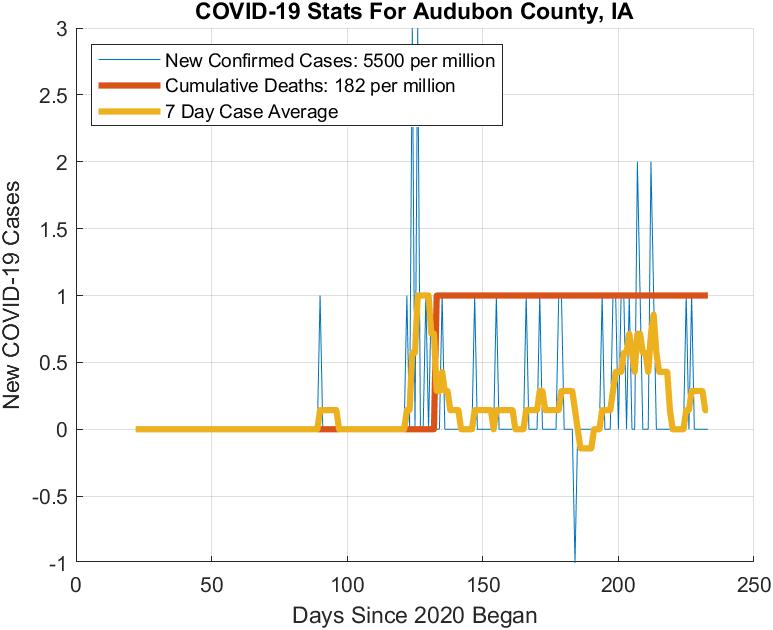 COVID-19 Stats For Audubon County, IA
New Confirmed Cases: 5500 per million
Cumulative Deaths: 182 per million
7 Day Case Average
New COVID-19 Cases
3
2.5
2
1.5
1
0.5
0
-0.5
-1
0 50 100 150 200 250
Days Since 2020 Began